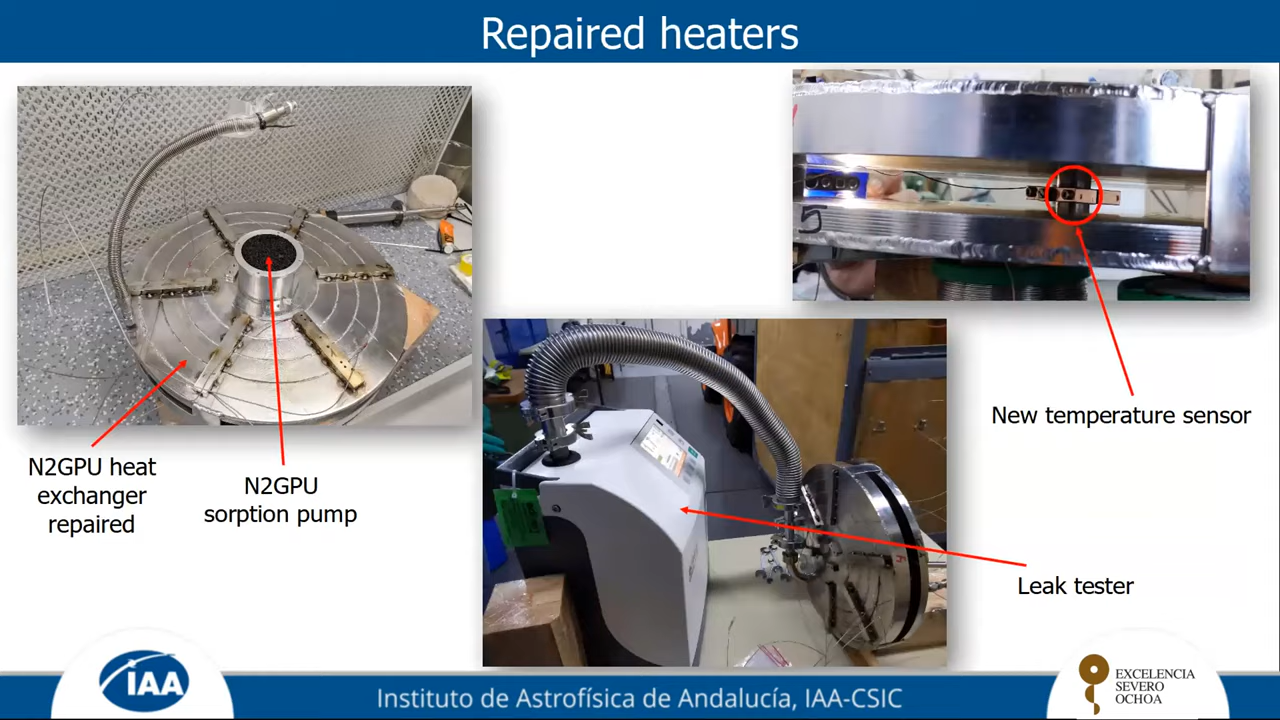 Repaired heaters
5
N2GPU heat
exchanger
repaired
N2GPU
sorption pump
New temperature sensor
Leak tester
IAA
Instituto de Astrofísica de Andalucía, IAA-CSIC
EXCELENCIA
SEVERO
OCHOA